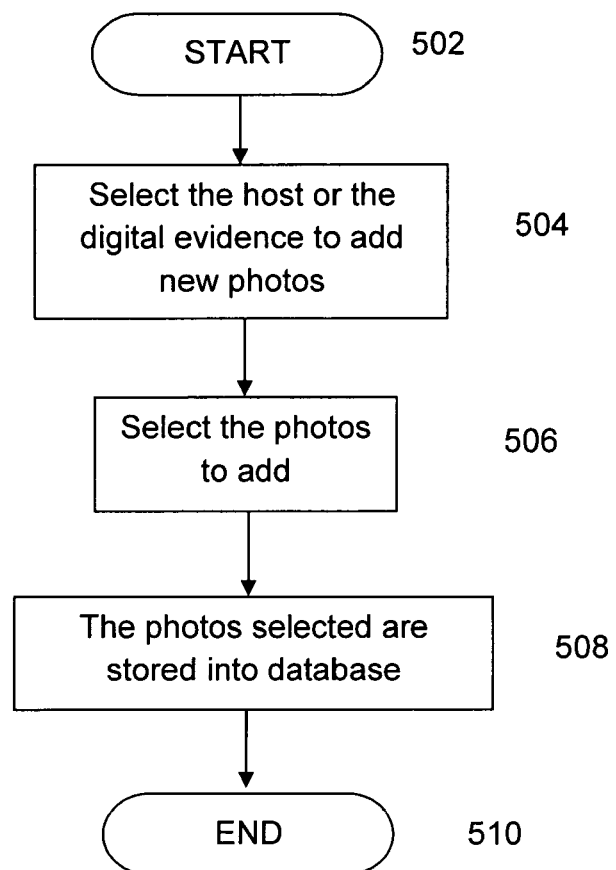 START
502
Select the host or the
digital evidence to add
new photos
504
Select the photos
to add
506
The photos selected are
stored into database
508
END
510